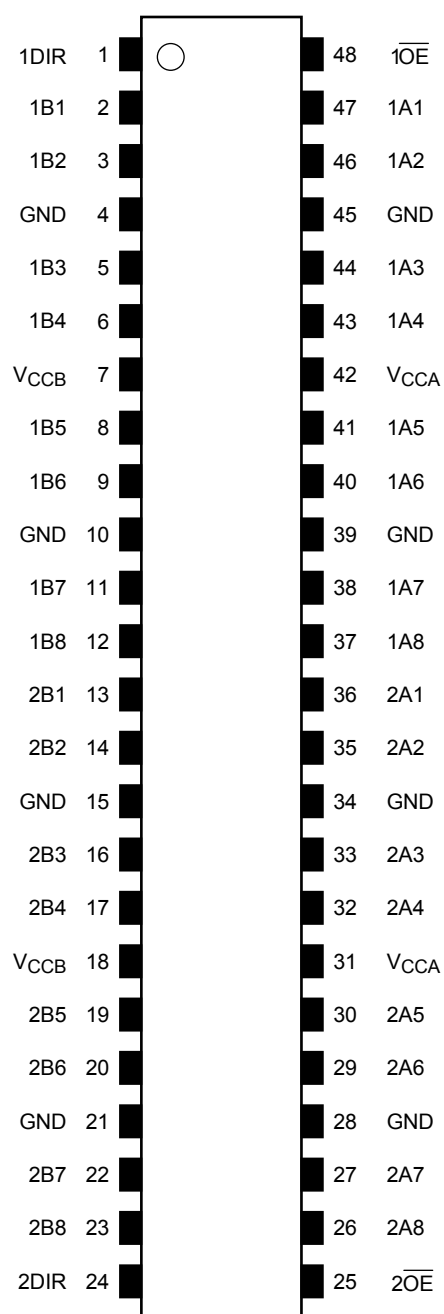 1DIR 1 48 1O̅E̅
1B1 2 47 1A1
1B2 3 46 1A2
GND 4 45 GND
1B3 5 44 1A3
1B4 6 43 1A4
VCCB 7 42 VCCA
1B5 8 41 1A5
1B6 9 40 1A6
GND 10 39 GND
1B7 11 38 1A7
1B8 12 37 1A8
2B1 13 36 2A1
2B2 14 35 2A2
GND 15 34 GND
2B3 16 33 2A3
2B4 17 32 2A4
VCCB 18 31 VCCA
2B5 19 30 2A5
2B6 20 29 2A6
GND 21 28 GND
2B7 22 27 2A7
2B8 23 26 2A8
2DIR 24 25 2O̅E̅